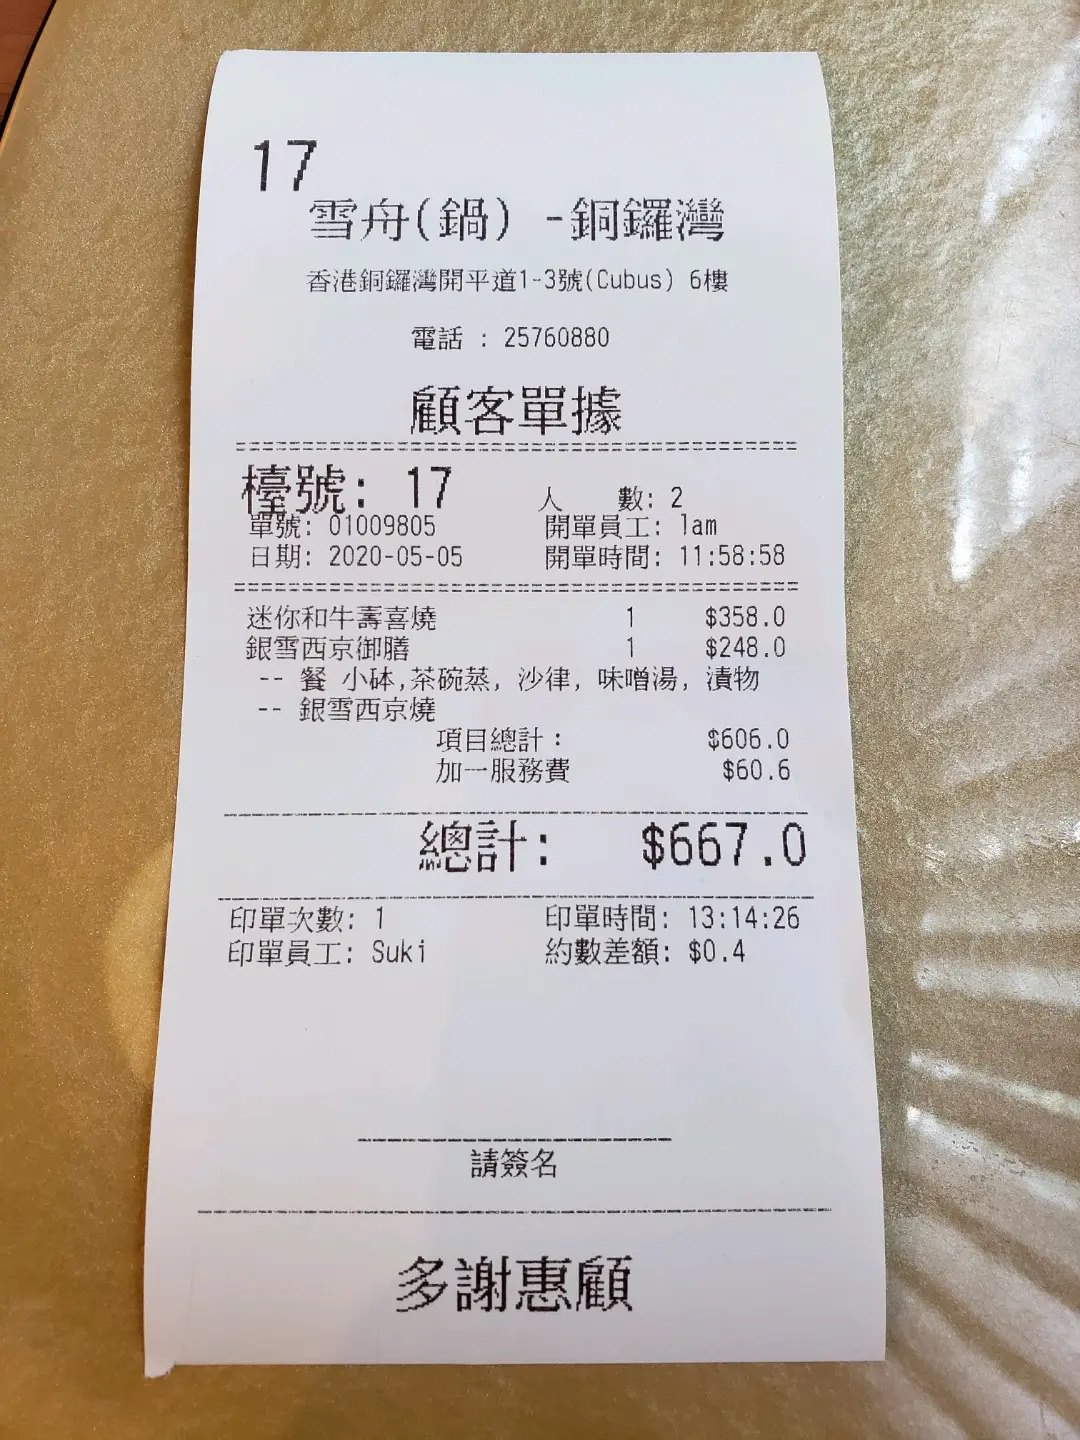 17
雪舟(鍋) -銅鑼灣
香港銅鑼灣開平道1-3號(Cubus) 6樓
電話 : 25760880
顧客單據
檯號: 17 人 數: 2
單號: 01009805 開單員工: lam
日期: 2020-05-05 開單時間: 11:58:58
迷你和牛壽喜燒 1 $358.0
銀雪西京御膳 1 $248.0
-- 餐 小砵,茶碗蒸, 沙律, 味噌湯, 漬物
-- 銀雪西京燒
項目總計: $606.0
加一服務費 $60.6
總計: $667.0
印單次數: 1 印單時間: 13:14:26
印單員工: Suki 約數差額: $0.4
請簽名
多謝惠顧